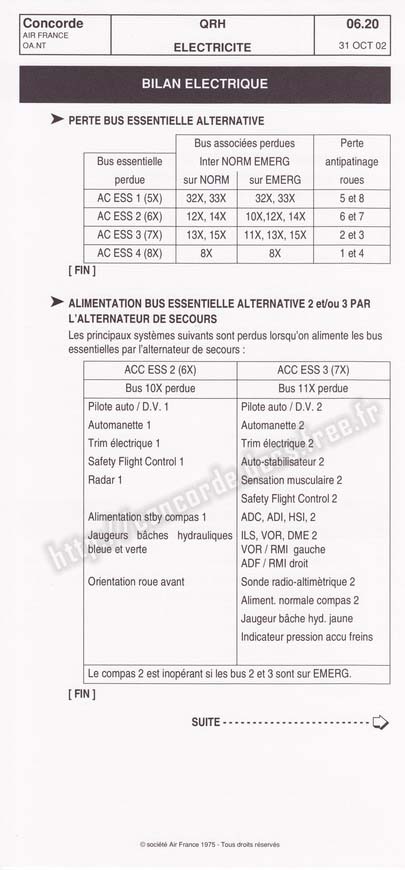 Concorde QRH 06.20
AIR FRANCE
OA.NT ELECTRICITE 31 OCT 02
BILAN ELECTRIQUE
PERTE BUS ESSENTIELLE ALTERNATIVE
Bus associées perdues Perte
Bus essentielle Inter NORM EMERG antipatinage
perdue sur NORM sur EMERG roues
AC ESS 1 (5X) 32X, 33X 32X, 33X 5 et 8
AC ESS 2 (6X) 12X, 14X 10X,12X, 14X 6 et 7
AC ESS 3 (7X) 13X, 15X 11X, 13X, 15X 2 et 3
AC ESS 4 (8X) 8X 8X 1 et 4
[ FIN ]
ALIMENTATION BUS ESSENTIELLE ALTERNATIVE 2 et/ou 3 PAR
L'ALTERNATEUR DE SECOURS
Les principaux systèmes suivants sont perdus lorsqu'on alimente les bus
essentielles par l'alternateur de secours :
ACC ESS 2 (6X) ACC ESS 3 (7X)
Bus 10X perdue Bus 11X perdue
Pilote auto / D.V. 1 Pilote auto / D.V. 2
Automanette 1 Automanette 2
Trim électrique 1 Trim électrique 2
Safety Flight Control 1 Auto-stabilisateur 2
Radar 1 Sensation musculaire 2
Safety Flight Control 2
Alimentation stby compas 1 ADC, ADI, HSI, 2
Jaugeurs bâches hydrauliques ILS, VOR, DME 2
bleue et verte VOR / RMI gauche
ADF / RMI droit
Orientation roue avant Sonde radio-altimètrique 2
Aliment. normale compas 2
Jaugeur bâche hyd. jaune
Indicateur pression accu freins
Le compas 2 est inopérant si les bus 2 et 3 sont sur EMERG.
[ FIN ]
SUITE
© société Air France 1975 - Tous droits réservés